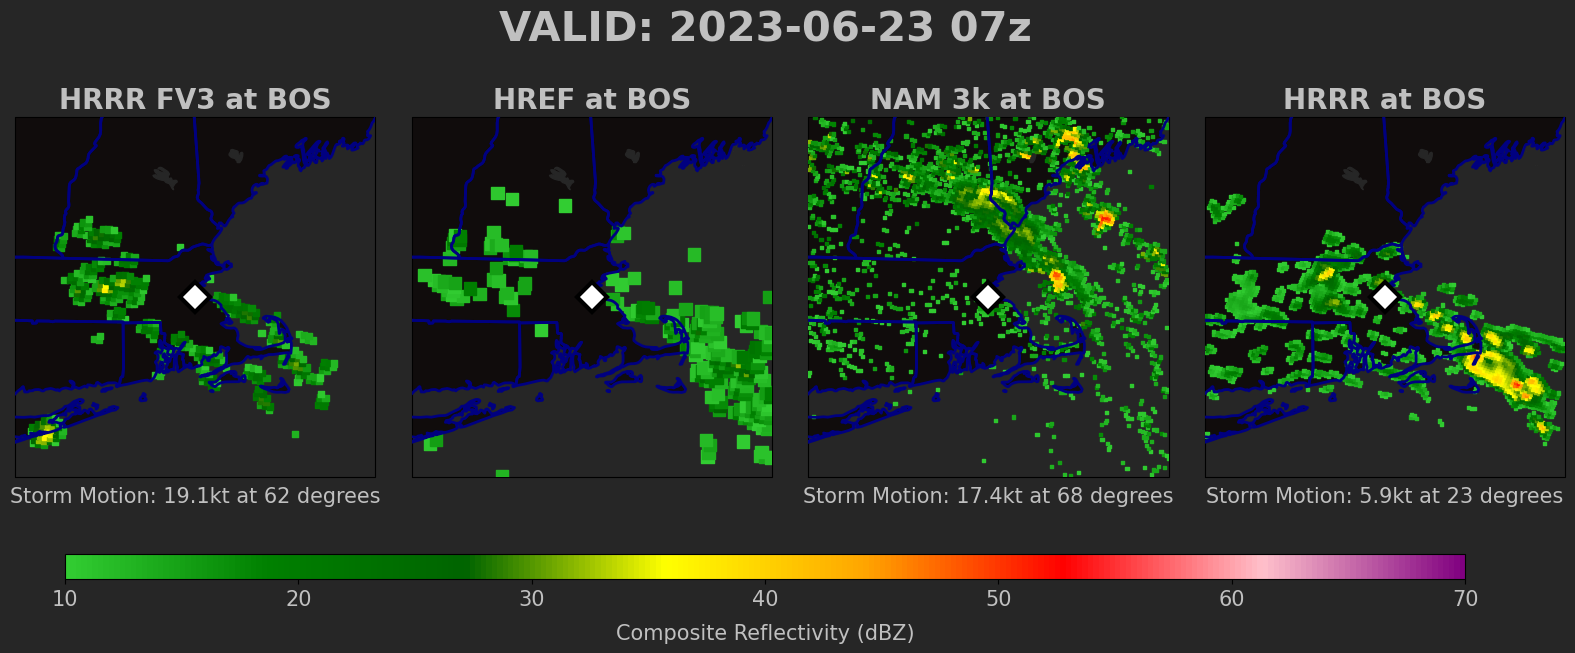 VALID: 2023-06-23 07z
HRRR FV3 at BOS
HREF at BOS
NAM 3k at BOS
HRRR at BOS
Storm Motion: 19.1kt at 62 degrees
Storm Motion: 17.4kt at 68 degrees
Storm Motion: 5.9kt at 23 degrees
10 20 30 40 50 60 70
Composite Reflectivity (dBZ)